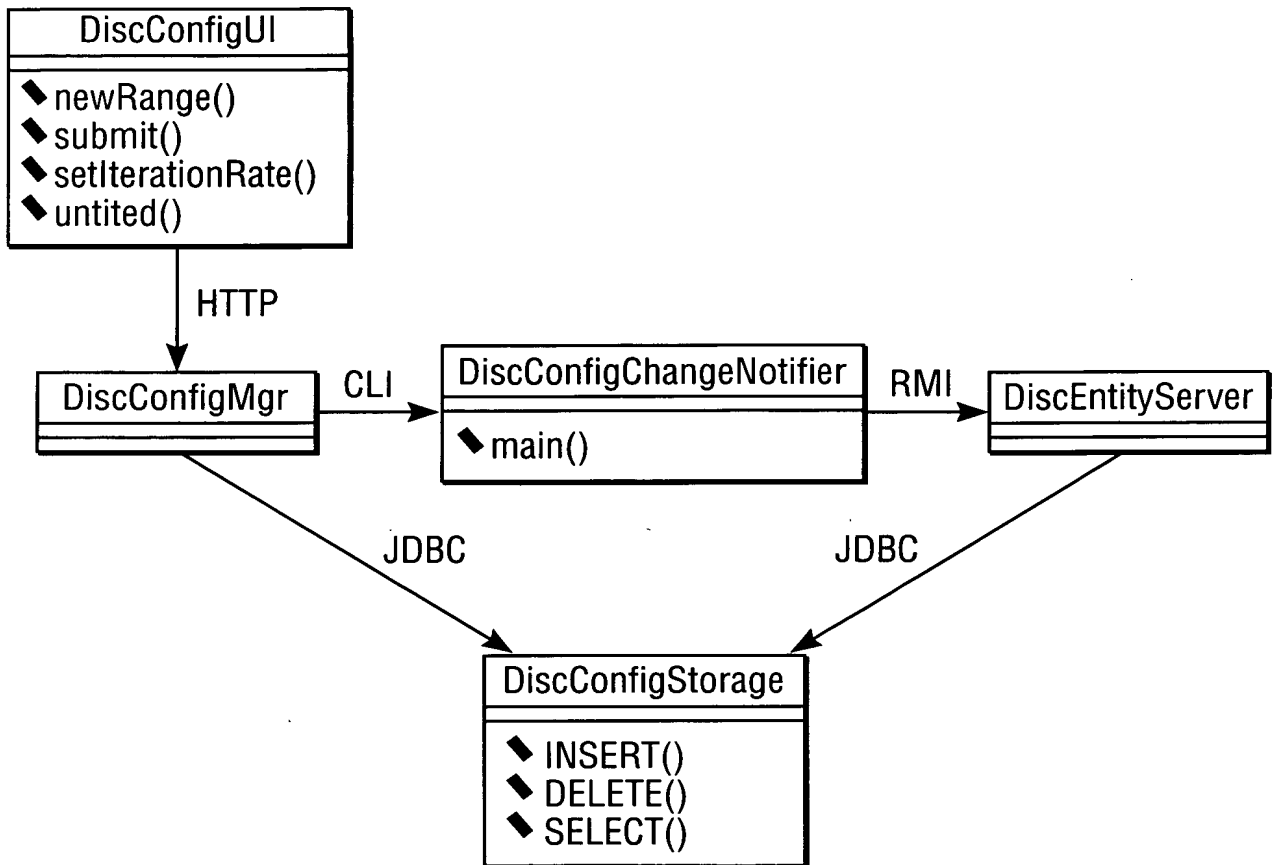 DiscConfigUI
newRange()
submit()
setIterationRate()
untited()
HTTP
DiscConfigMgr
CLI
DiscConfigChangeNotifier
main()
RMI
DiscEntityServer
JDBC
JDBC
DiscConfigStorage
INSERT()
DELETE()
SELECT()